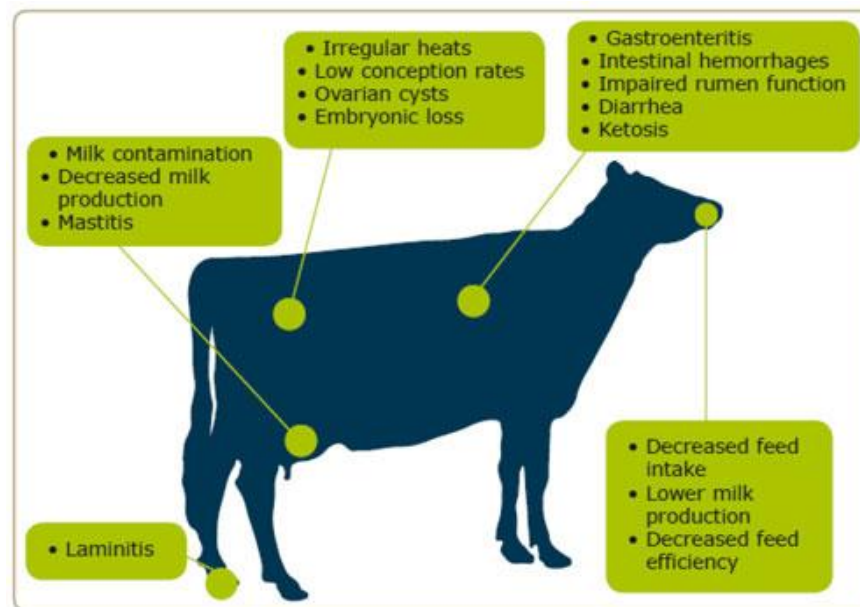 • Irregular heats
• Low conception rates
• Ovarian cysts
• Embryonic loss
• Gastroenteritis
• Intestinal hemorrhages
• Impaired rumen function
• Diarrhea
• Ketosis
• Milk contamination
• Decreased milk
production
• Mastitis
• Decreased feed
intake
• Lower milk
production
• Decreased feed
efficiency
• Laminitis